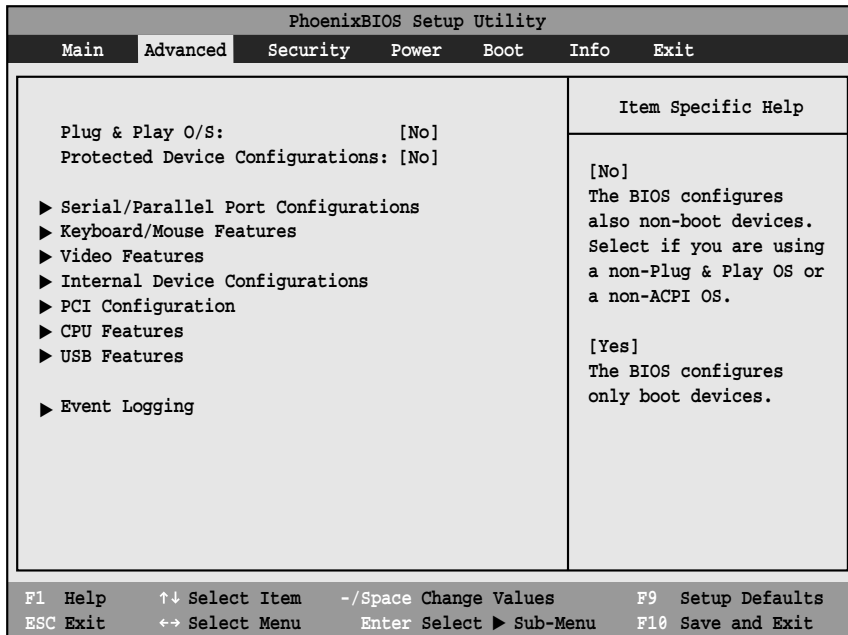 PhoenixBIOS Setup Utility
Main Advanced Security Power Boot Info Exit
Plug & Play O/S: [No]
Protected Device Configurations: [No]
▶ Serial/Parallel Port Configurations
▶ Keyboard/Mouse Features
▶ Video Features
▶ Internal Device Configurations
▶ PCI Configuration
▶ CPU Features
▶ USB Features
▶ Event Logging
Item Specific Help
[No]
The BIOS configures
also non-boot devices.
Select if you are using
a non-Plug & Play OS or
a non-ACPI OS.
[Yes]
The BIOS configures
only boot devices.
F1 Help ↑↓ Select Item -/Space Change Values F9 Setup Defaults
ESC Exit ←→ Select Menu Enter Select ▶ Sub-Menu F10 Save and Exit